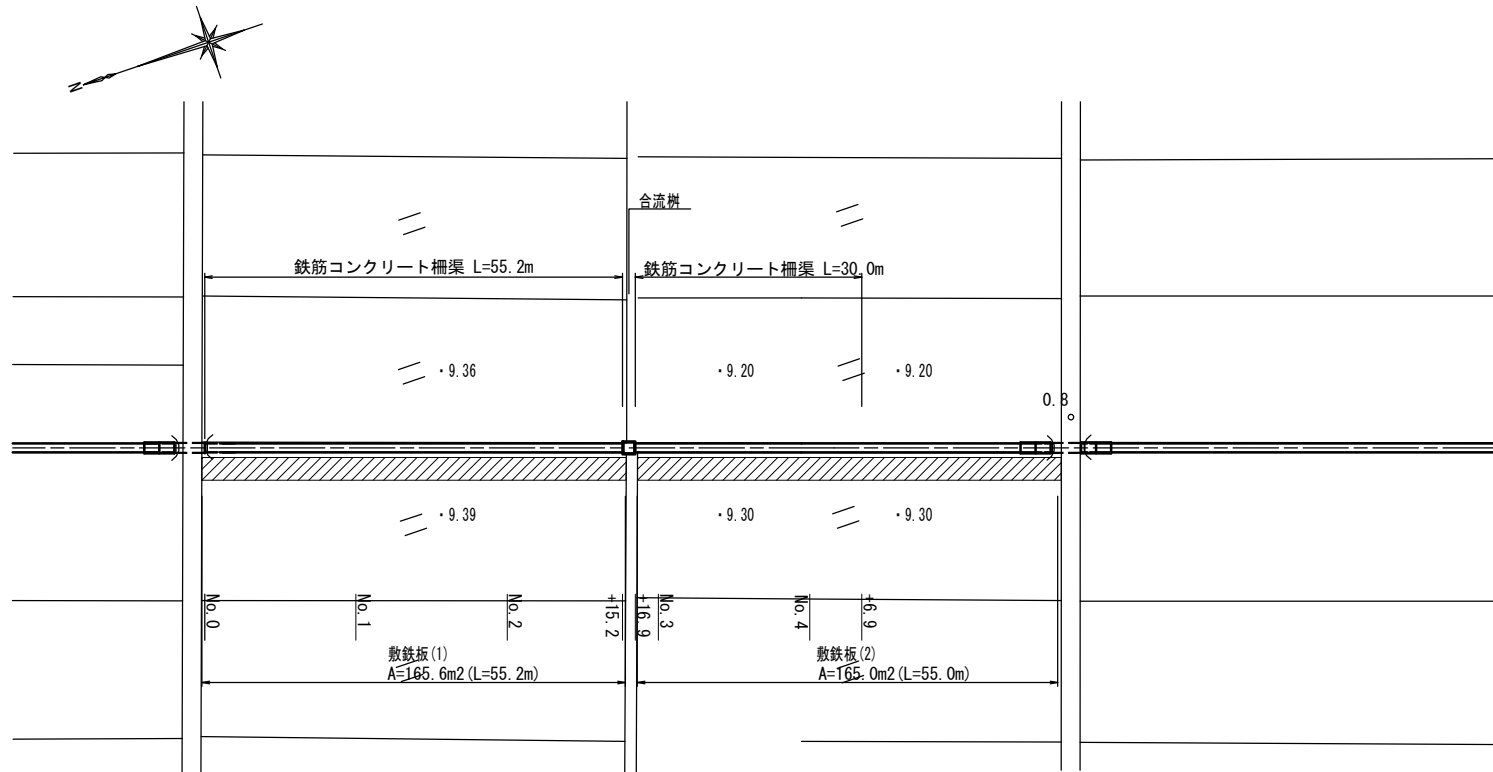 N
合流桝
鉄筋コンクリート柵渠 L=55.2m
鉄筋コンクリート柵渠 L=30.0m
・9.36
・9.20
・9.20
0.8
・9.39
・9.30
・9.30
No.0
No.1
No.2
+15.2
+16.9
No.3
No.4
+6.9
敷鉄板(1)
A=165.6m2(L=55.2m)
敷鉄板(2)
A=165.0m2(L=55.0m)